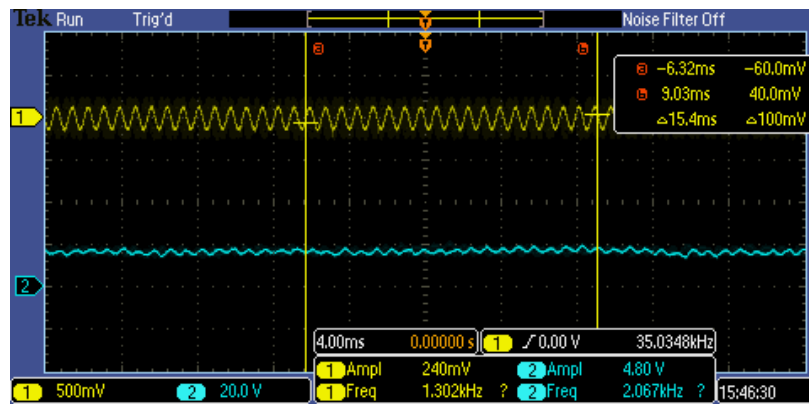 Tek Run Trig'd Noise Filter Off
T
T
a b
a -6.32ms -60.0mV
b 9.03ms 40.0mV
△15.4ms △100mV
1
2
4.00ms 0.00000 s 1 ƒ 0.00 V 35.0348kHz
1 Ampl 240mV 2 Ampl 4.80 V
1 Freq 1.302kHz ? 2 Freq 2.067kHz ?
1 500mV 2 20.0 V 15:46:30